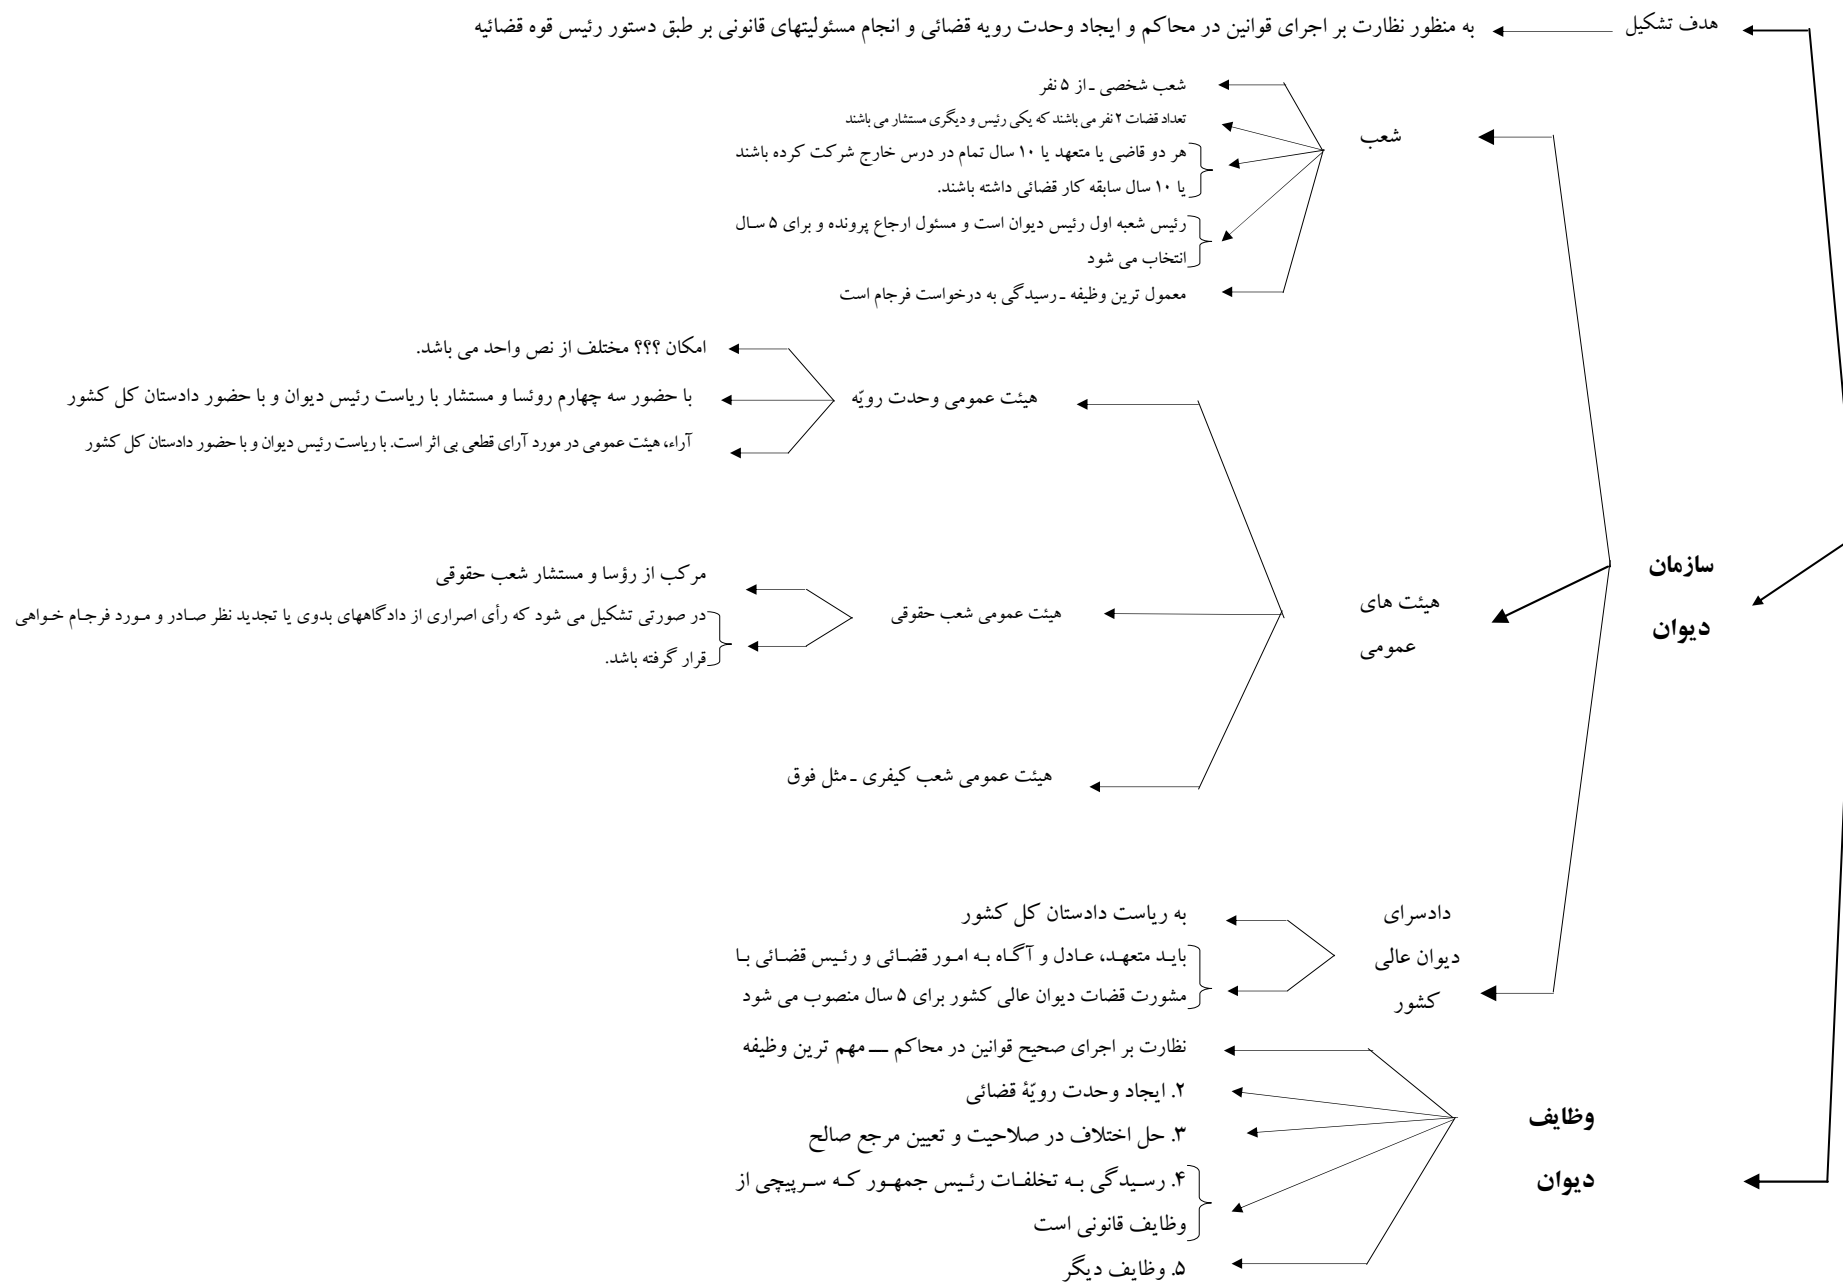 هدف تشکیل
به منظور نظارت بر اجرای قوانین در محاکم و ایجاد وحدت رویه قضائی و انجام مسئولیتهای قانونی بر طبق دستور رئیس قوه قضائیه
سازمان
دیوان
شعب
شعب شخصی ـ از ۵ نفر
تعداد قضات ۲ نفر می باشند که یکی رئیس و دیگری مستشار می باشند
هر دو قاضی یا متعهد یا ۱۰ سال تمام در درس خارج شرکت کرده باشند
یا ۱۰ سال سابقه کار قضائی داشته باشند.
رئیس شعبه اول رئیس دیوان است و مسئول ارجاع پرونده و برای ۵ سال
انتخاب می شود
معمول ترین وظیفه ـ رسیدگی به درخواست فرجام است
هیئت های
عمومی
هیئت عمومی وحدت رویّه
امکان ؟؟؟ مختلف از نص واحد می باشد.
با حضور سه چهارم روئسا و مستشار با ریاست رئیس دیوان و با حضور دادستان کل کشور
آراء، هیئت عمومی در مورد آرای قطعی بی اثر است. با ریاست رئیس دیوان و با حضور دادستان کل کشور
هیئت عمومی شعب حقوقی
مرکب از رؤسا و مستشار شعب حقوقی
در صورتی تشکیل می شود که رأی اصراری از دادگاههای بدوی یا تجدید نظر صادر و مورد فرجام خواهی
قرار گرفته باشد.
هیئت عمومی شعب کیفری ـ مثل فوق
دادسرای
دیوان عالی
کشور
به ریاست دادستان کل کشور
باید متعهد، عادل و آگاه به امور قضائی و رئیس قضائی با
مشورت قضات دیوان عالی کشور برای ۵ سال منصوب می شود
وظایف
دیوان
نظارت بر اجرای صحیح قوانین در محاکم ــ مهم ترین وظیفه
۲. ایجاد وحدت رویّۀ قضائی
۳. حل اختلاف در صلاحیت و تعیین مرجع صالح
۴. رسیدگی به تخلفات رئیس جمهور که سرپیچی از
وظایف قانونی است
۵. وظایف دیگر